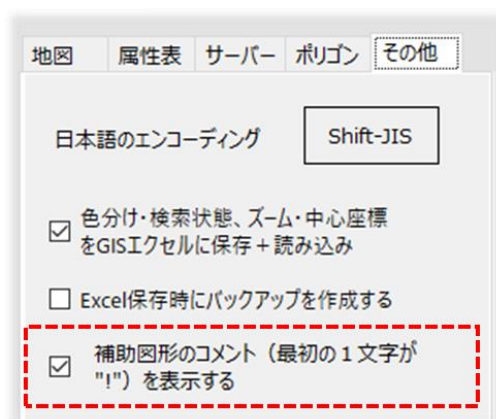 地図 属性表 サーバー ポリゴン その他
日本語のエンコーディング Shift-JIS
色分け・検索状態、ズーム・中心座標
をGISエクセルに保存＋読み込み
Excel保存時にバックアップを作成する
補助図形のコメント（最初の１文字が
"!"）を表示する